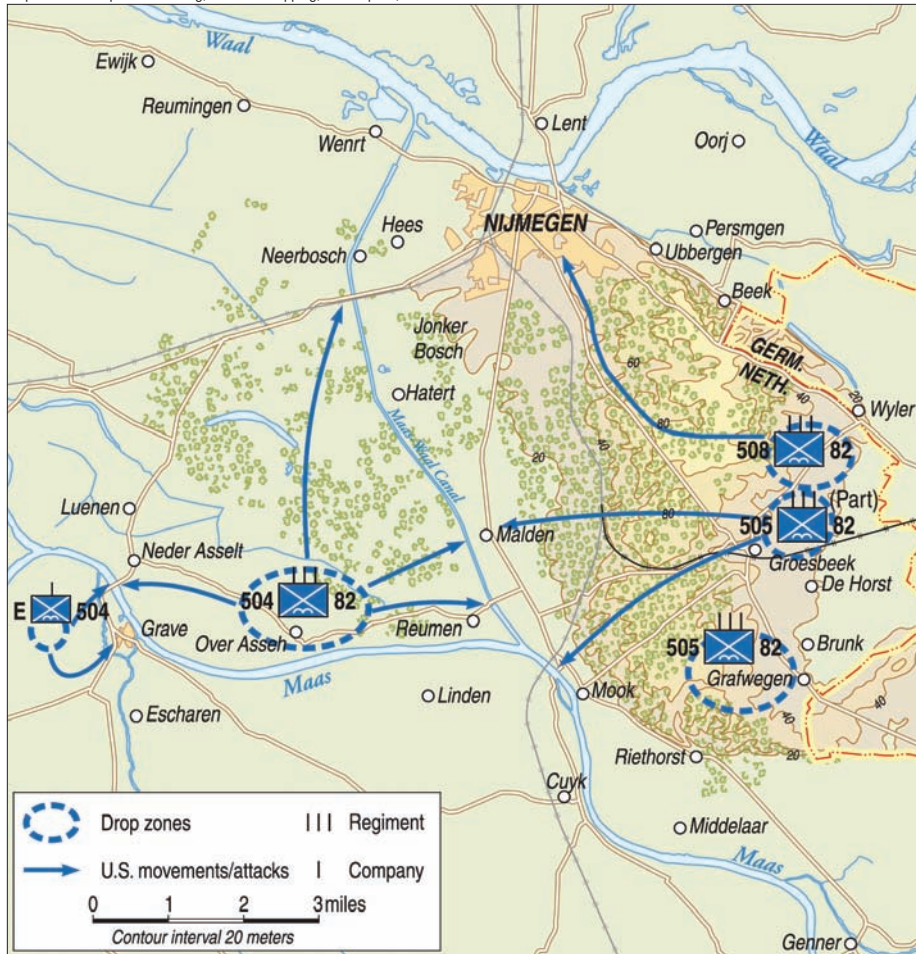 Waal
Ewijk
Reumingen
Wenrt
Lent
Oorj
Waal
NIJMEGEN
Hees
Neerbosch
Persmgen
Ubbergen
Beek
Jonker
Bosch
GERM.
NETH.
60
40
20
Hatert
Wyler
Maas-Waal Canal
80
40
20
508
82
80
(Part)
505
82
Luenen
Malden
Groesbeek
Neder Asselt
De Horst
E
504
504
82
Grave
Over Asseh
Reumen
505
82
Brunk
Grafwegen
Maas
Linden
Mook
Escharen
40
40
20
Riethorst
Cuyk
Middelaar
Maas
Genner
Drop zones
Regiment
U.S. movements/attacks
Company
0 1 2 3 miles
Contour interval 20 meters